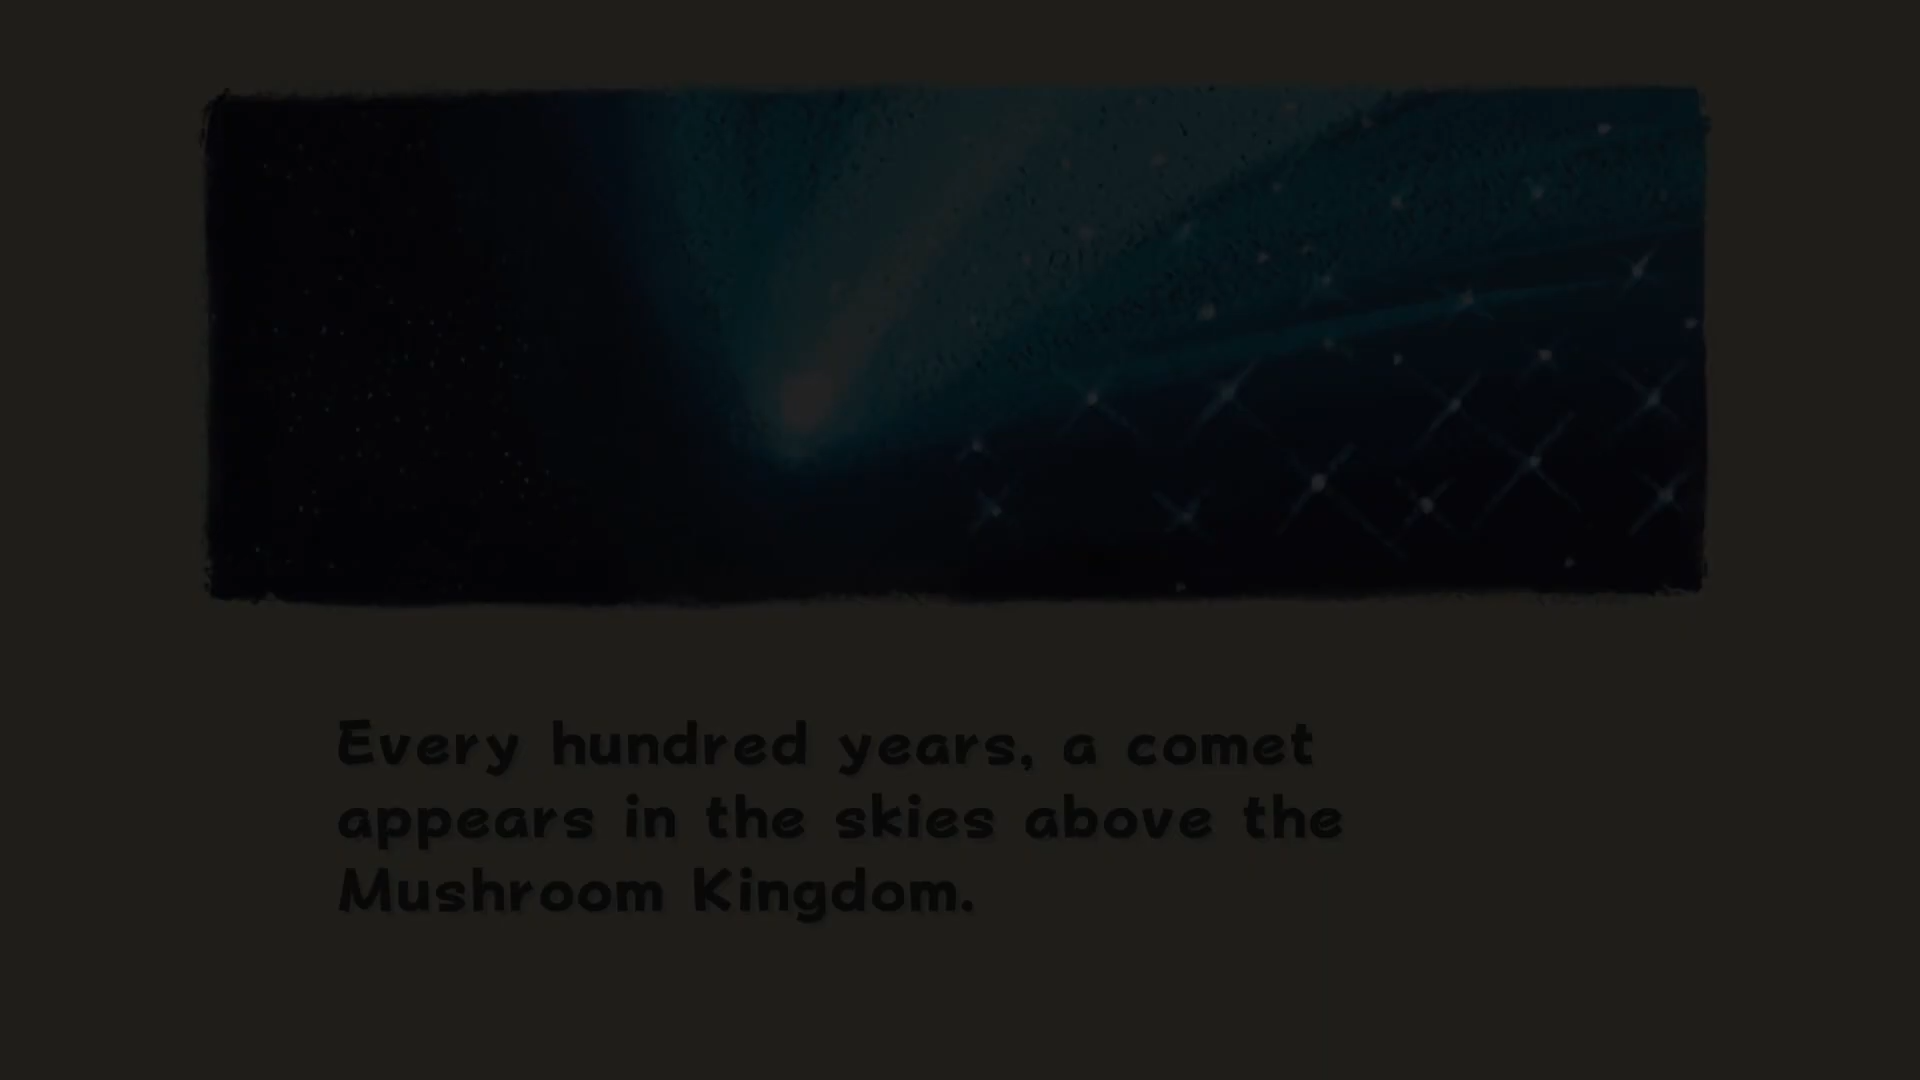 Every hundred years, a comet
appears in the skies above the
Mushroom Kingdom.